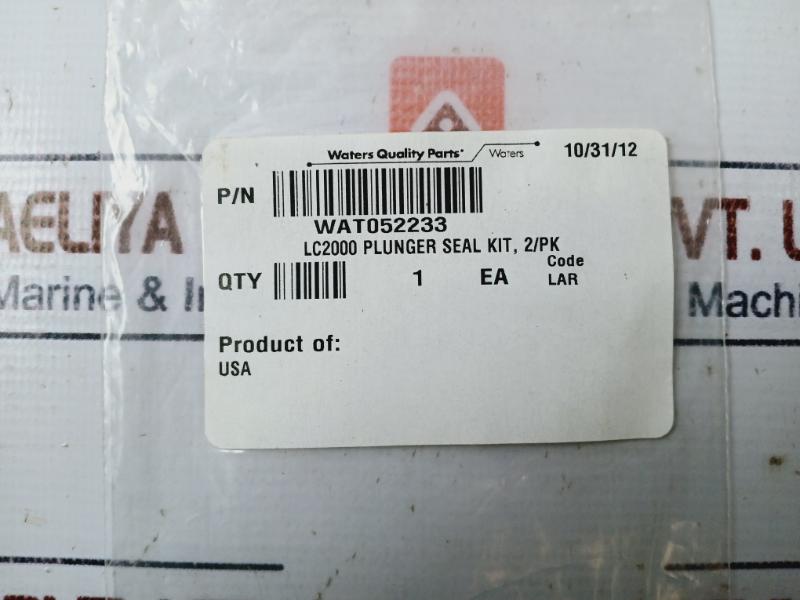 Waters Quality Parts Waters 10/31/12
P/N
WAT052233
LC2000 PLUNGER SEAL KIT, 2/PK
Code
QTY 1 EA LAR
Product of:
USA
AELIYA VT. 
Marine & Machi